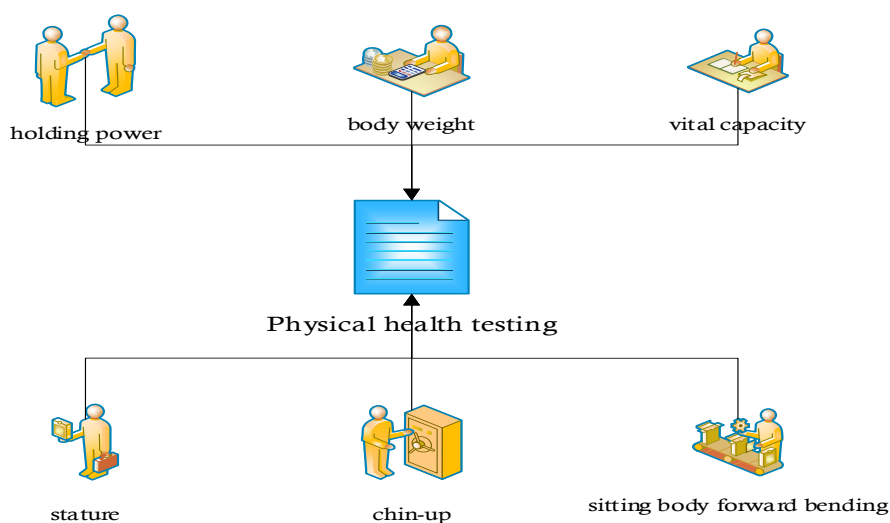 holding power
body weight
vital capacity
Physical health testing
stature
chin-up
sitting body forward bending